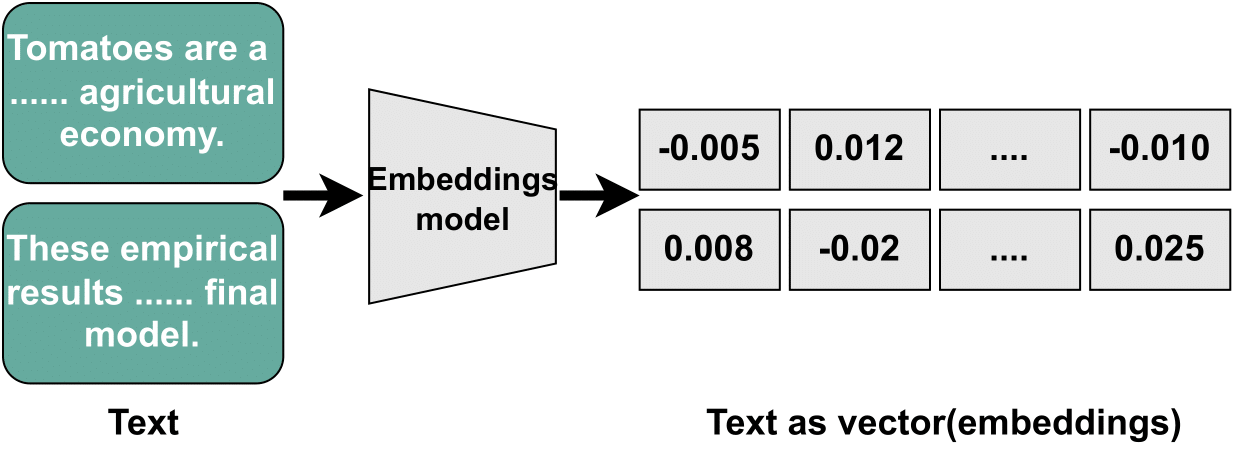 Tomatoes are a
...... agricultural
economy.
These empirical
results ...... final
model.
Text
Embeddings
model
-0.005 0.012 .... -0.010
0.008 -0.02 .... 0.025
Text as vector(embeddings)